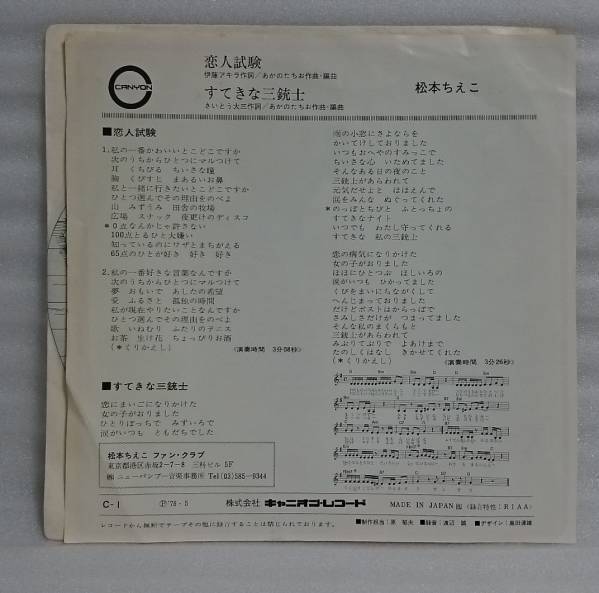 CANYON
恋人試験
伊藤アキラ作詞/あかのたちお作曲・編曲
すてきな三銃士
さいとう大三作詞/あかのたちお作曲・編曲
松本ちえこ
■恋人試験
1.私の一番かわいいとこどこですか
次のうちからひとつにマルつけて
耳 くちびる ちいさな瞳
胸 くびすじ まあるいお鼻
私と一緒に行きたいとこどこですか
ひとつ選んでその理由をのべよ
山 みずうみ 田舎の牧場
広場 スナック 夜更けのディスコ
*0点なんかじゃ許さない
100点とるひと大嫌い
知っているのにワザとまちがえる
65点のひとが好き 好き 好き
2.私の一番好きな言葉なんですか
次のうちからひとつにマルつけて
夢 おもいで あしたの希望
愛 ふるさと 孤独の時間
私が現在やりたいことなんですか
ひとつ選んでその理由をのべよ
歌 いねむり ふたりのテニス
お茶 生け花 ちょっぴりお酒
(*くりかえし)
(演奏時間 3分08秒)
■すてきな三銃士
恋にまいごになりかけた
女の子がおりました
ひとりぼっちで みずいろで
涙がいつも ともだちでした
雨の小窓にさよならを
かいてけしておりました
いつもおへやのすみっこで
ちいさな心 いためてました
そんなある日の夜のこと
三銃士があらわれて
元気だせよと ほほえんで
涙をみんな ぬぐってくれた
*のっぽとちびと ふとっちょの
すてきなナイト
いつでも わたし守ってくれる
すてきな 私の三銃士
恋の病気になりかけた
女の子がおりました
ほほにひとつぶ ほしいろの
涙がいつも ひかってました
くびをまいにちながくして
へんじまっておりました
だけどポストはからっぽで
さみしさだけが つまってました
そんな私のまくらもと
三銃士があらわれて
みぶりてぶりで よあけまで
たのしくはなし きかせてくれた
(*くりかえし)
(演奏時間 3分26秒)
松本ちえこ ファン・クラブ
東京都港区赤坂2-7-8 三科ビル 5F
㈱ニューパンプー音楽事務所 Tel(03)585-9344
C-1
Ⓟ'76・5
株式会社 キャニオン・レコード
MADE IN JAPAN (録音特性:RIAA)
レコードから無断でテープその他に録音することは禁じられております。